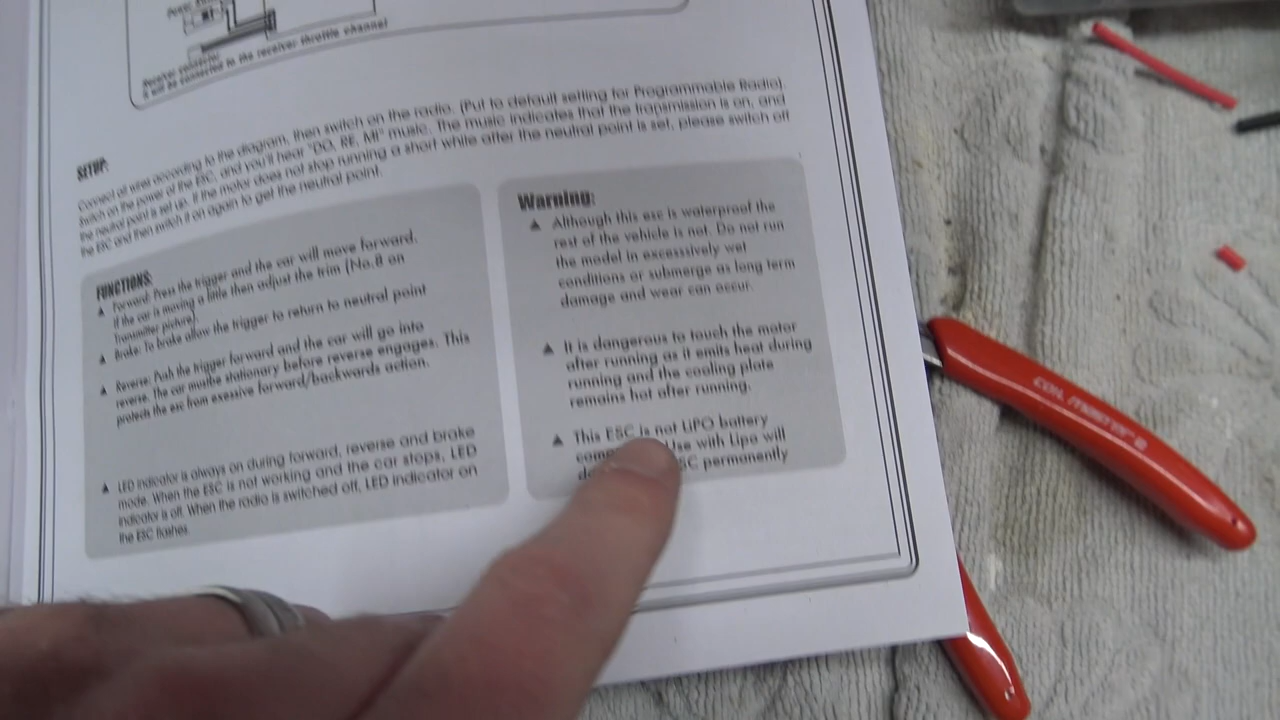 Receiver connector
is will be connected to the receiver throttle channel
SETUP:
Connect all wires according to the diagram, then switch on the radio. (Put to default setting for Programmable Radio)
Switch on the power of the ESC, and you'll hear "DO, RE, MI" music. The music indicates that the transmission is on, and
the neutral point is set up. If the motor does not stop running a short while after the neutral point is set, please switch off
the ESC and then switch it on again to get the neutral point.
FUNCTIONS:
▲ Forward: Press the trigger and the car will move forward.
If the car is moving a little then adjust the trim (No.8 on
Transmitter picture)
▲ Brake: To brake allow the trigger to return to neutral point
▲ Reverse: Push the trigger forward and the car will go into
reverse. The car must be stationary before reverse engages. This
protects the esc from exessive forward/backwards action.
▲ LED indicator is always on during forward, reverse and brake
mode. When the ESC is not working and the car stops, LED
indicator is off. When the radio is switched off, LED indicator on
the ESC flashes.
Warning:
▲ Although this esc is waterproof the
rest of the vehicle is not. Do not run
the model in excessively wet
conditions or submerge as long term
damage and wear can occur.
▲ It is dangerous to touch the motor
after running as it emits heat during
running and the cooling plate
remains hot after running.
▲ This ESC is not LIPO battery
Use with Lipo will
permanently
COIL MASTER